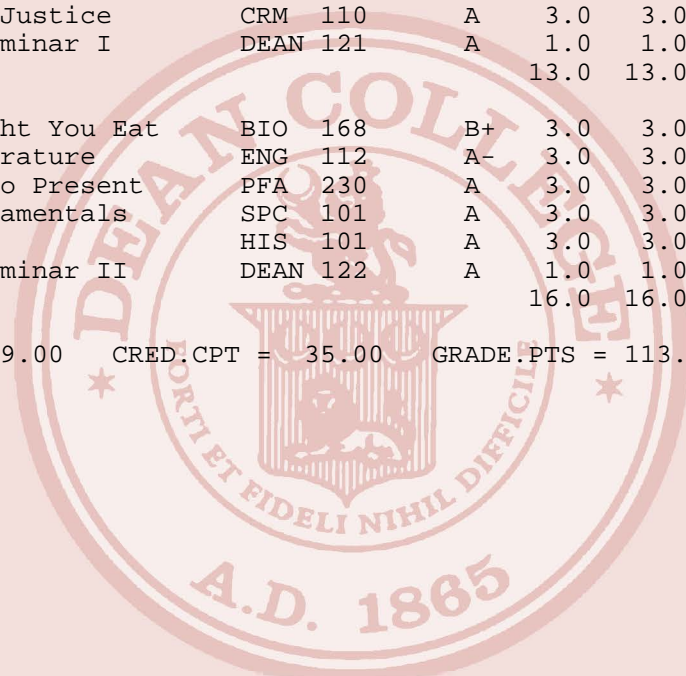 Justice CRM 110 A 3.0 3.0
minar I DEAN 121 A 1.0 1.0
13.0 13.0
ht You Eat BIO 168 B+ 3.0 3.0
rature ENG 112 A- 3.0 3.0
o Present PFA 230 A 3.0 3.0
amentals SPC 101 A 3.0 3.0
HIS 101 A 3.0 3.0
minar II DEAN 122 A 1.0 1.0
16.0 16.0
9.00 CRED.CPT = 35.00 GRADE.PTS = 113.
DEAN COLLEGE
FORTI ET FIDELI NIHIL DIFFICILE
A.D. 1865